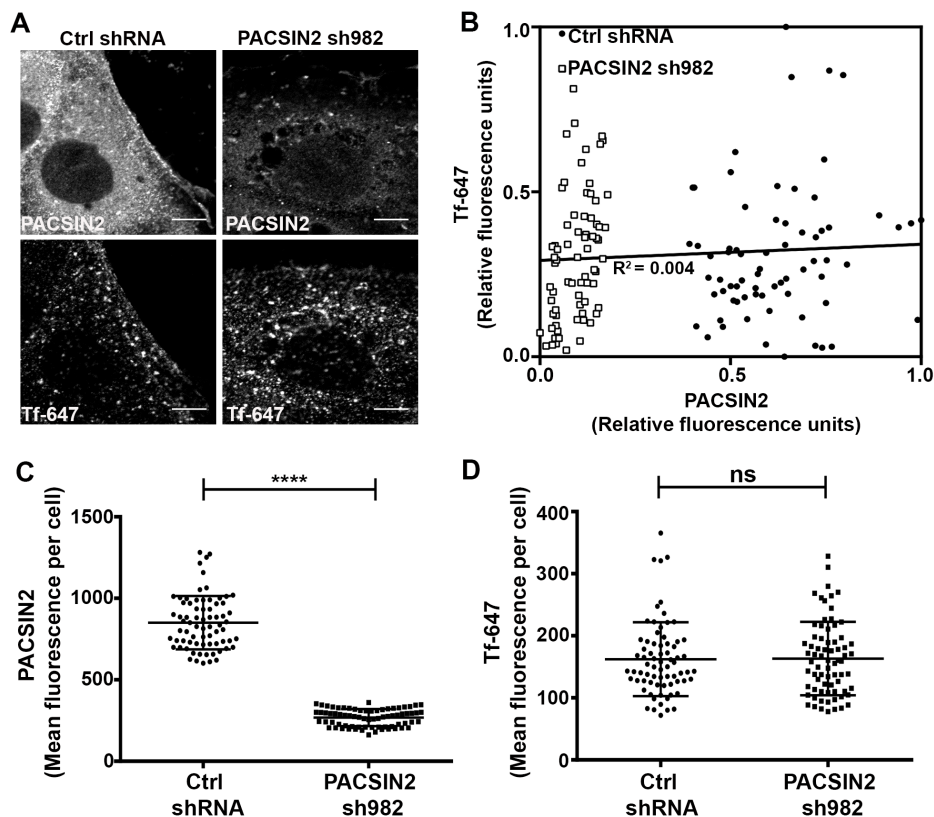 A
Ctrl shRNA
PACSIN2 sh982
PACSIN2
PACSIN2
Tf-647
Tf-647
B
Tf-647
(Relative fluorescence units)
1.0
0.5
0.0
Ctrl shRNA
PACSIN2 sh982
R² = 0.004
0.0
0.5
1.0
PACSIN2
(Relative fluorescence units)
C
PACSIN2
(Mean fluorescence per cell)
****
1500
1000
500
0
Ctrl
shRNA
PACSIN2
sh982
D
Tf-647
(Mean fluorescence per cell)
ns
400
300
200
100
0
Ctrl
shRNA
PACSIN2
sh982